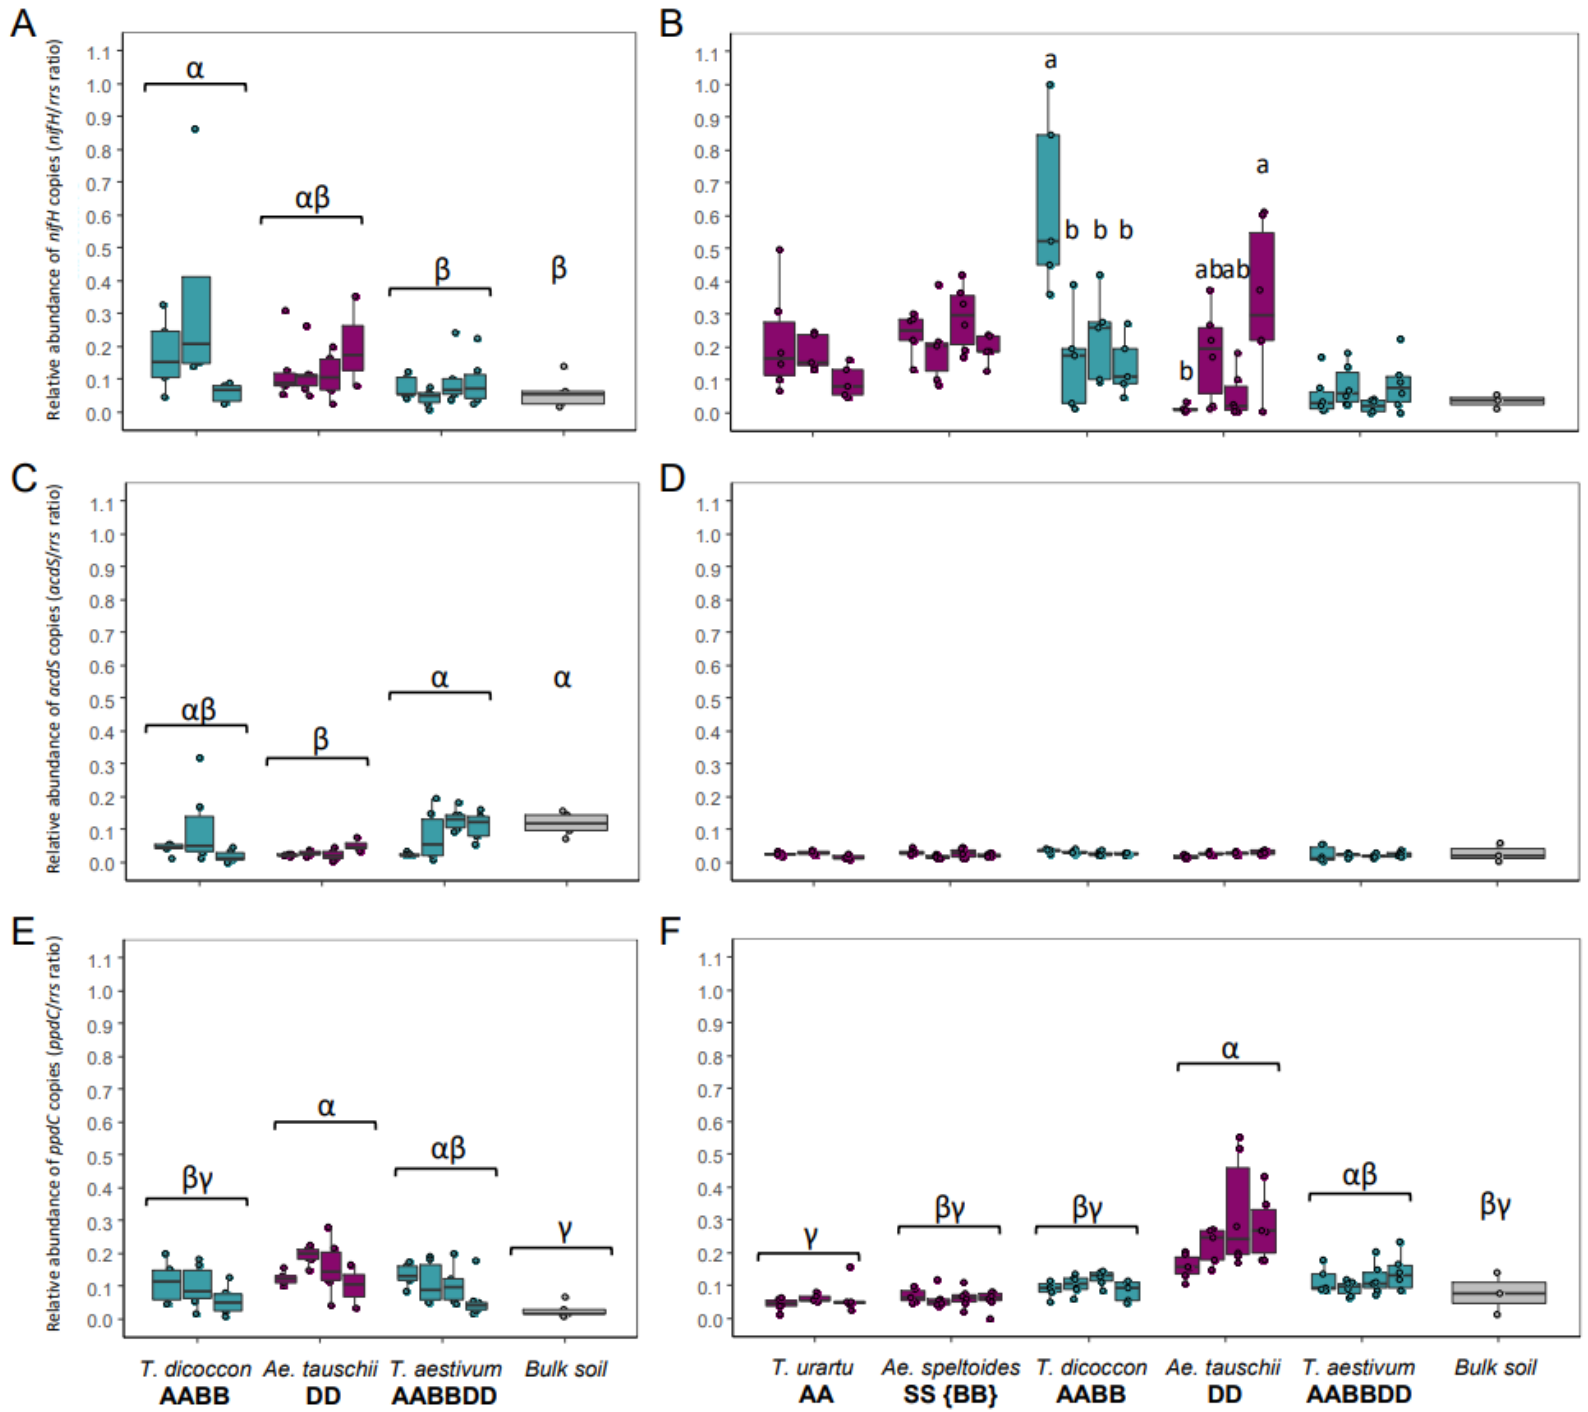 A
Relative abundance of nifH copies (nifH/rrs ratio)
1.1
1.0
0.9
0.8
0.7
0.6
0.5
0.4
0.3
0.2
0.1
0.0
α
αβ
β
β
B
1.1
1.0
0.9
0.8
0.7
0.6
0.5
0.4
0.3
0.2
0.1
0.0
a
b b b
b
abab
a
C
Relative abundance of acdS copies (acdS/rrs ratio)
1.1
1.0
0.9
0.8
0.7
0.6
0.5
0.4
0.3
0.2
0.1
0.0
αβ
β
α
α
D
1.1
1.0
0.9
0.8
0.7
0.6
0.5
0.4
0.3
0.2
0.1
0.0
E
Relative abundance of ppdC copies (ppdC/rrs ratio)
1.1
1.0
0.9
0.8
0.7
0.6
0.5
0.4
0.3
0.2
0.1
0.0
βγ
α
αβ
γ
T. dicoccon Ae. tauschii T. aestivum Bulk soil
AABB DD AABBDD
F
1.1
1.0
0.9
0.8
0.7
0.6
0.5
0.4
0.3
0.2
0.1
0.0
γ
βγ
βγ
α
αβ
βγ
T. urartu Ae. speltoides T. dicoccon Ae. tauschii T. aestivum Bulk soil
AA SS {BB} AABB DD AABBDD